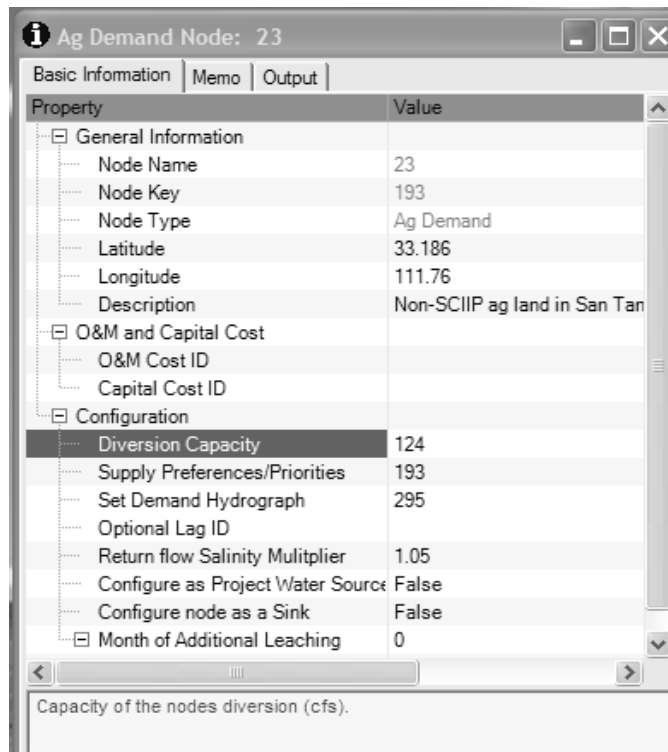 Ag Demand Node: 23
Basic Information Memo Output
Property Value
General Information
Node Name 23
Node Key 193
Node Type Ag Demand
Latitude 33.186
Longitude 111.76
Description Non-SCIIP ag land in San Tan
O&M and Capital Cost
O&M Cost ID
Capital Cost ID
Configuration
Diversion Capacity 124
Supply Preferences/Priorities 193
Set Demand Hydrograph 295
Optional Lag ID
Return flow Salinity Mulitplier 1.05
Configure as Project Water Source False
Configure node as a Sink False
Month of Additional Leaching 0
Capacity of the nodes diversion (cfs).